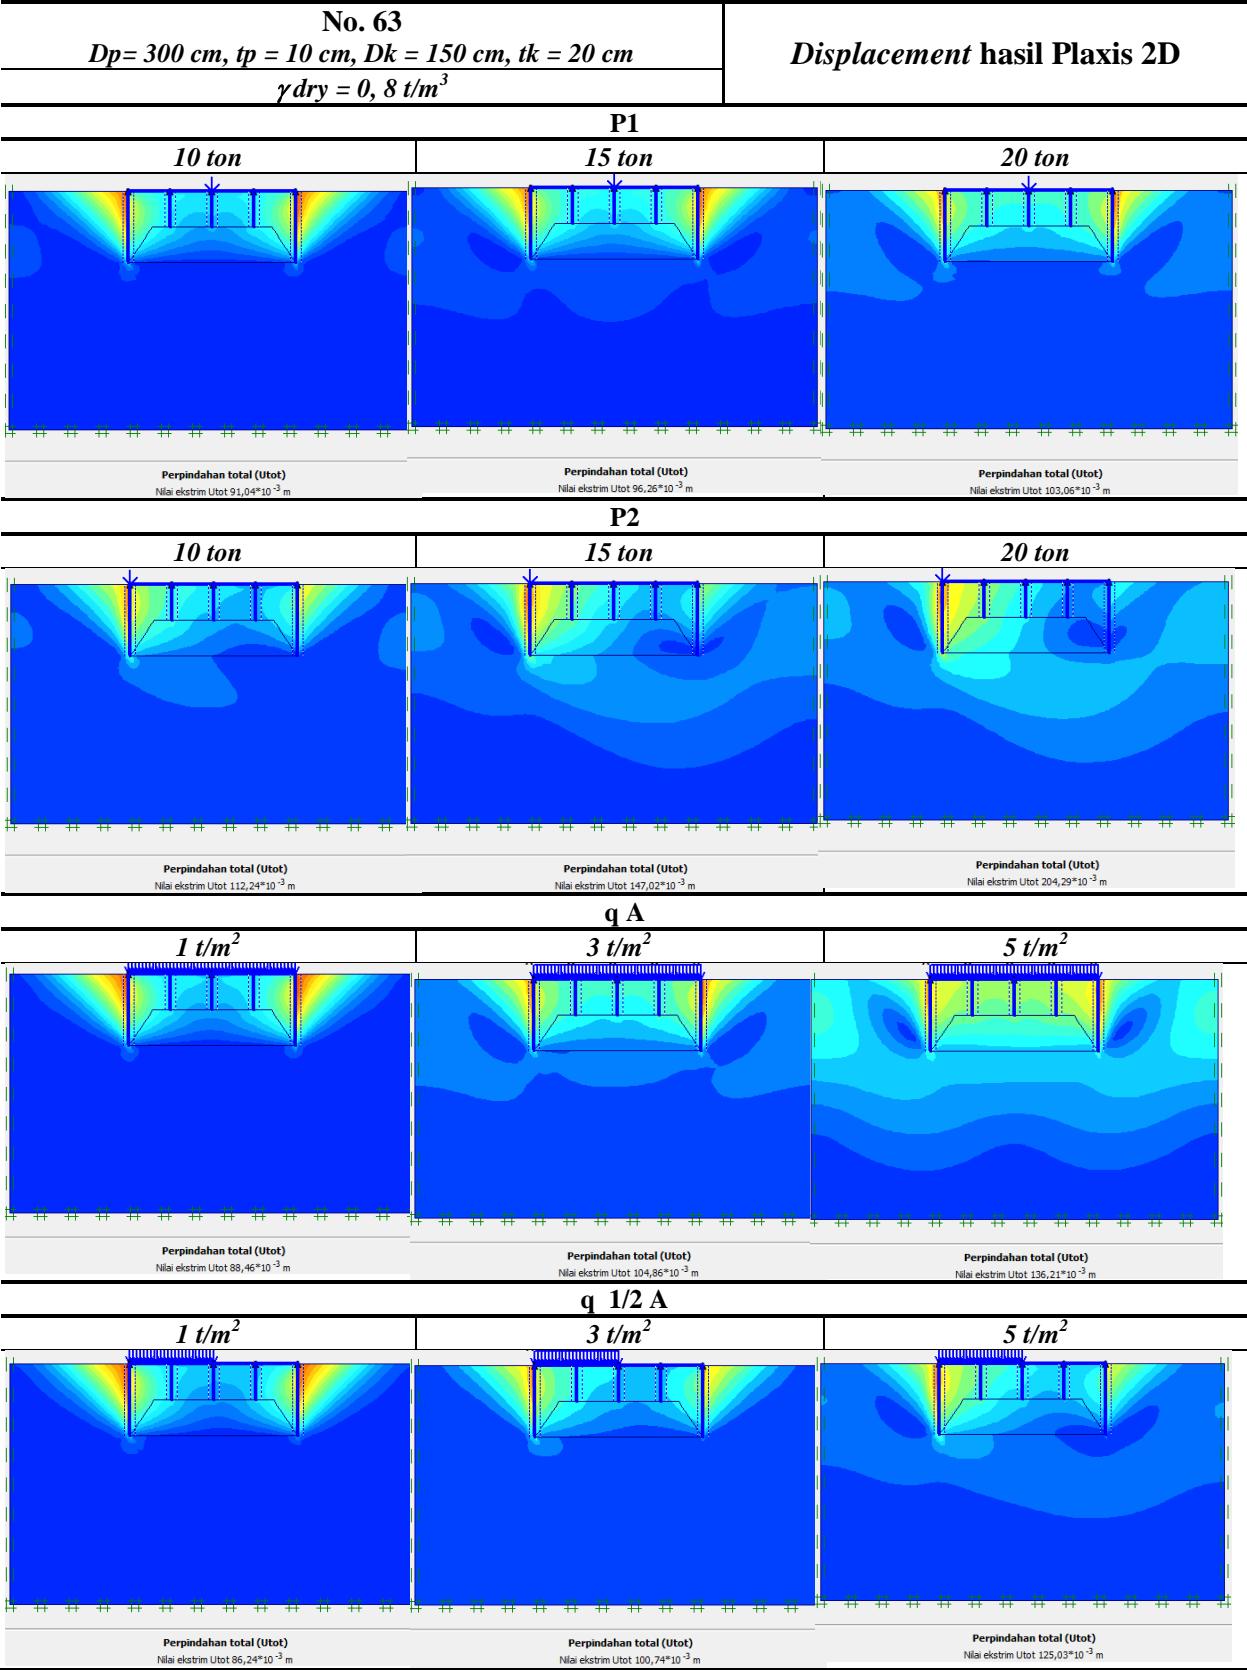 No. 63
Dp= 300 cm, tp = 10 cm, Dk = 150 cm, tk = 20 cm
γ dry = 0, 8 t/m³
Displacement hasil Plaxis 2D
P1
10 ton 15 ton 20 ton
Perpindahan total (Utot) Perpindahan total (Utot) Perpindahan total (Utot)
Nilai ekstrim Utot 91,04*10⁻³ m Nilai ekstrim Utot 96,26*10⁻³ m Nilai ekstrim Utot 103,06*10⁻³ m
P2
10 ton 15 ton 20 ton
Perpindahan total (Utot) Perpindahan total (Utot) Perpindahan total (Utot)
Nilai ekstrim Utot 112,24*10⁻³ m Nilai ekstrim Utot 147,02*10⁻³ m Nilai ekstrim Utot 204,29*10⁻³ m
q A
1 t/m² 3 t/m² 5 t/m²
Perpindahan total (Utot) Perpindahan total (Utot) Perpindahan total (Utot)
Nilai ekstrim Utot 88,46*10⁻³ m Nilai ekstrim Utot 104,86*10⁻³ m Nilai ekstrim Utot 136,21*10⁻³ m
q 1/2 A
1 t/m² 3 t/m² 5 t/m²
Perpindahan total (Utot) Perpindahan total (Utot) Perpindahan total (Utot)
Nilai ekstrim Utot 86,24*10⁻³ m Nilai ekstrim Utot 100,74*10⁻³ m Nilai ekstrim Utot 125,03*10⁻³ m